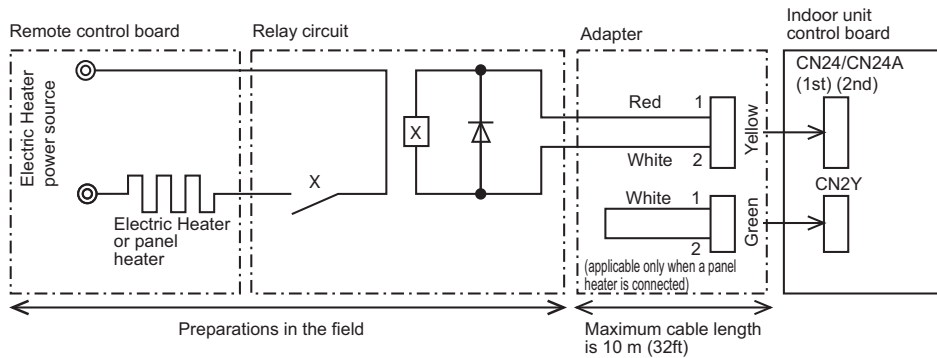 Remote control board
Relay circuit
Adapter
Indoor unit
control board
Electric Heater
power source
Electric Heater
or panel
heater
X
X
Red
1
White
2
Yellow
White
1
2
Green
(applicable only when a panel
heater is connected)
CN24/CN24A
(1st) (2nd)
CN2Y
Preparations in the field
Maximum cable length
is 10 m (32ft)